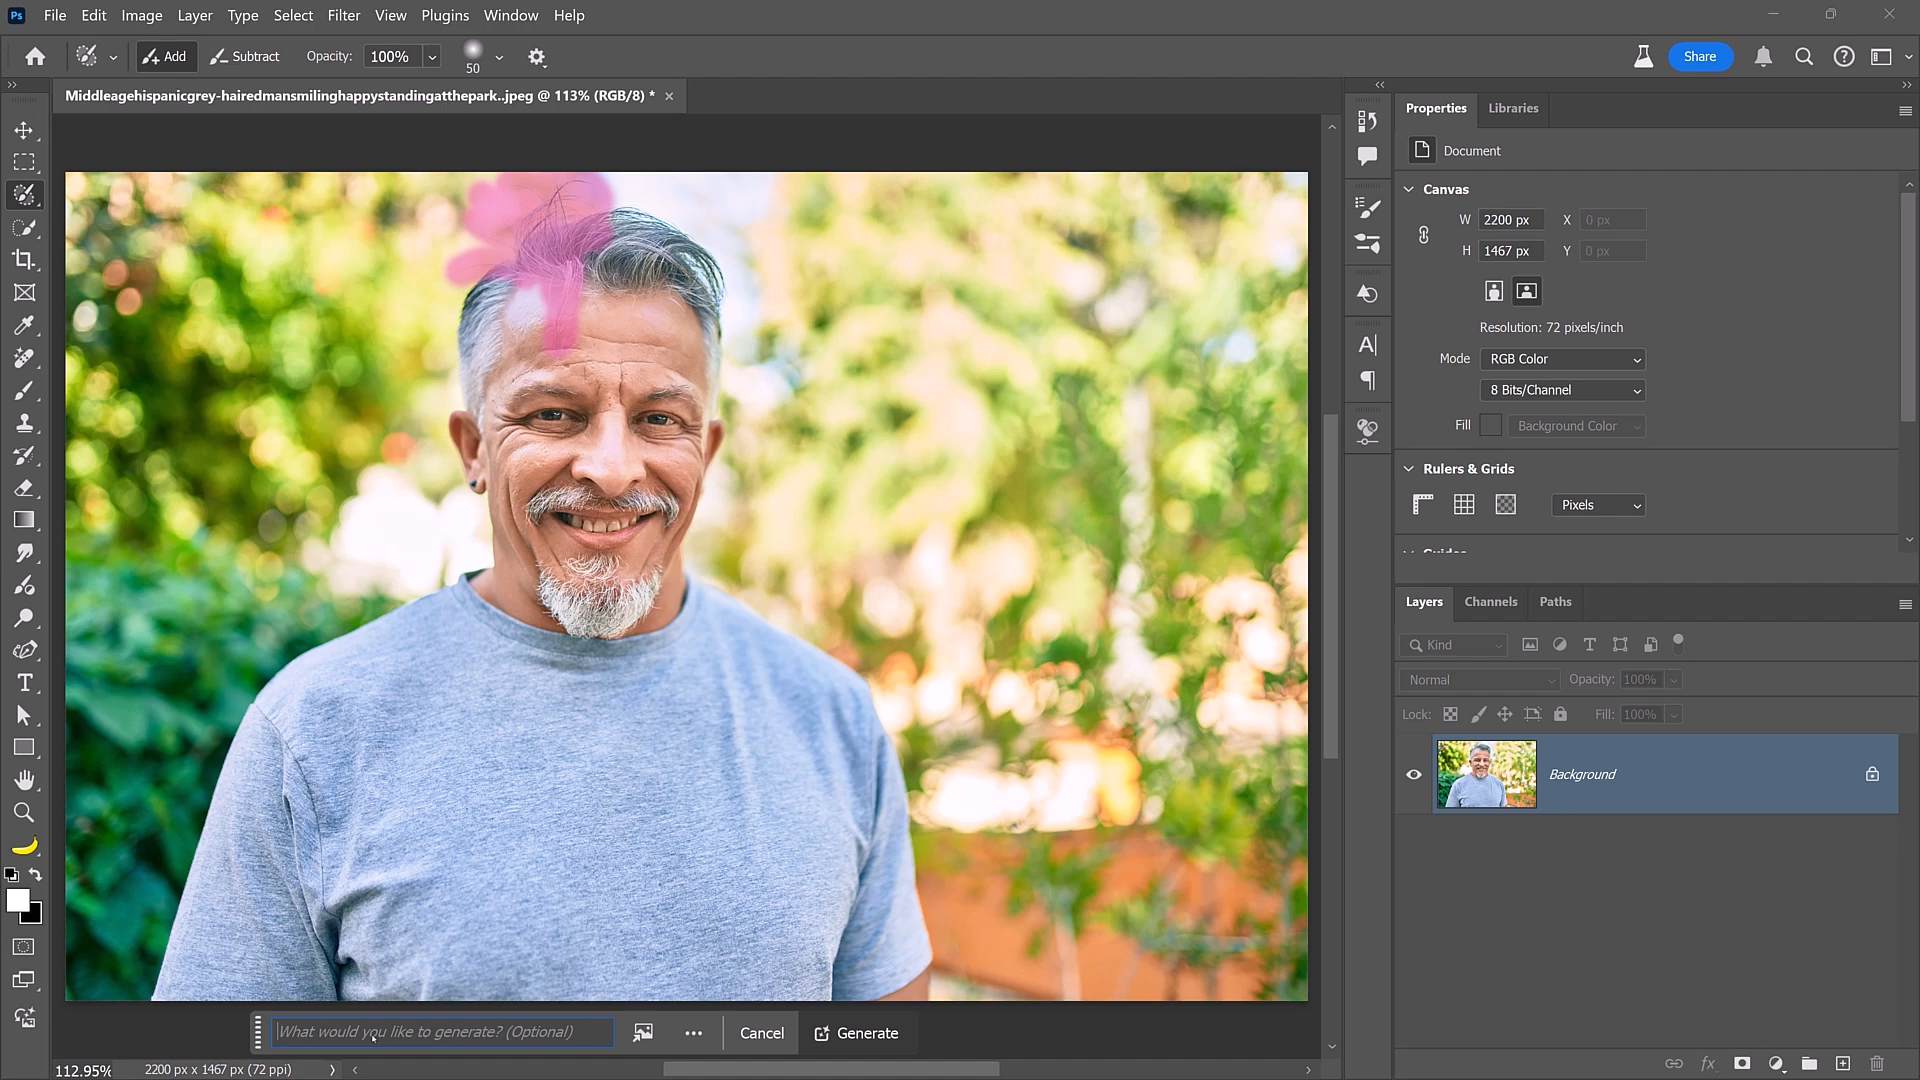 Ps File Edit Image Layer Type Select Filter View Plugins Window Help
Add Subtract Opacity: 100% 50 Share
Middleagehispanicgrey-hairedmansmilinghappystandingatthepark..jpeg @ 113% (RGB/8) *
Properties Libraries
Document
Canvas
W 2200 px X 0 px
H 1467 px Y 0 px
Resolution: 72 pixels/inch
Mode RGB Color
8 Bits/Channel
Fill Background Color
Rulers & Grids
Pixels
Guides
Layers Channels Paths
Kind
Normal Opacity: 100%
Lock: Fill: 100%
Background
What would you like to generate? (Optional) Cancel Generate
112.95% 2200 px x 1467 px (72 ppi)
fx